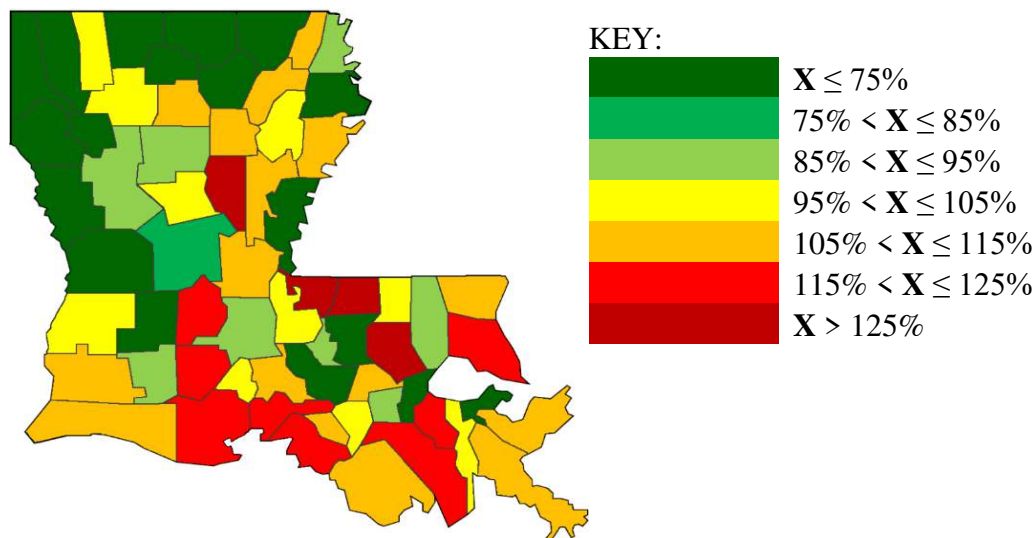 KEY:
X ≤ 75%
75% < X ≤ 85%
85% < X ≤ 95%
95% < X ≤ 105%
105% < X ≤ 115%
115% < X ≤ 125%
X > 125%